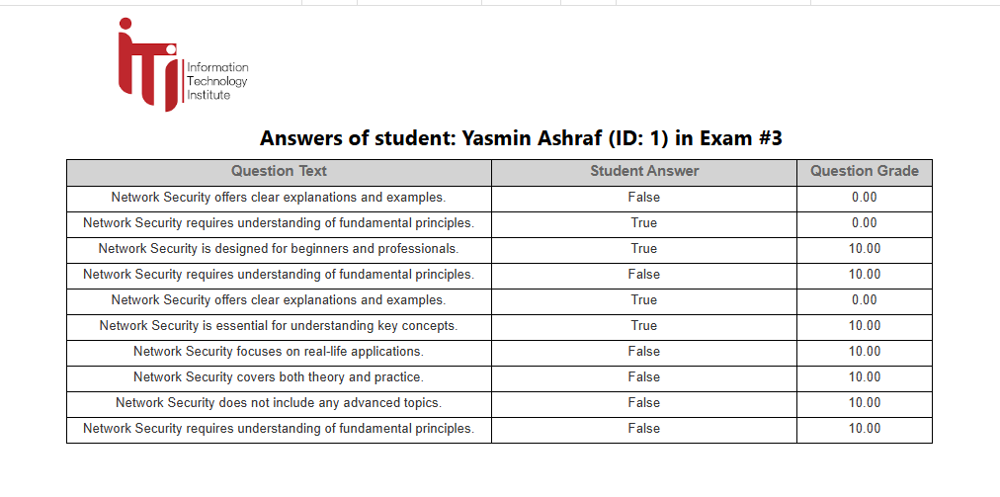 iTi
Information
Technology
Institute
Answers of student: Yasmin Ashraf (ID: 1) in Exam #3
Question Text Student Answer Question Grade
Network Security offers clear explanations and examples. False 0.00
Network Security requires understanding of fundamental principles. True 0.00
Network Security is designed for beginners and professionals. True 10.00
Network Security requires understanding of fundamental principles. False 10.00
Network Security offers clear explanations and examples. True 0.00
Network Security is essential for understanding key concepts. True 10.00
Network Security focuses on real-life applications. False 10.00
Network Security covers both theory and practice. False 10.00
Network Security does not include any advanced topics. False 10.00
Network Security requires understanding of fundamental principles. False 10.00